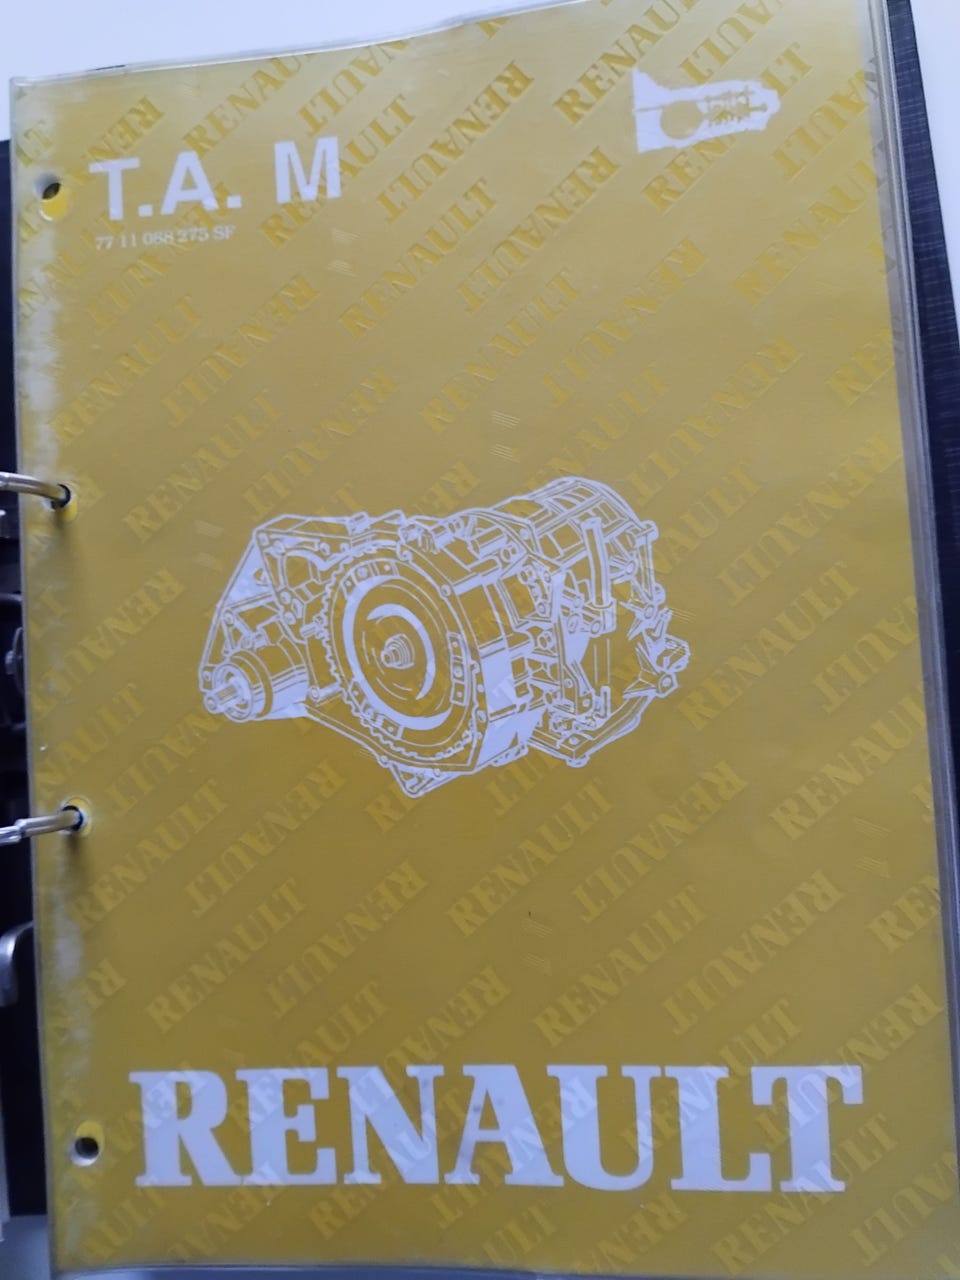 T.A. M
77 11 088 275 SF
RENAULT